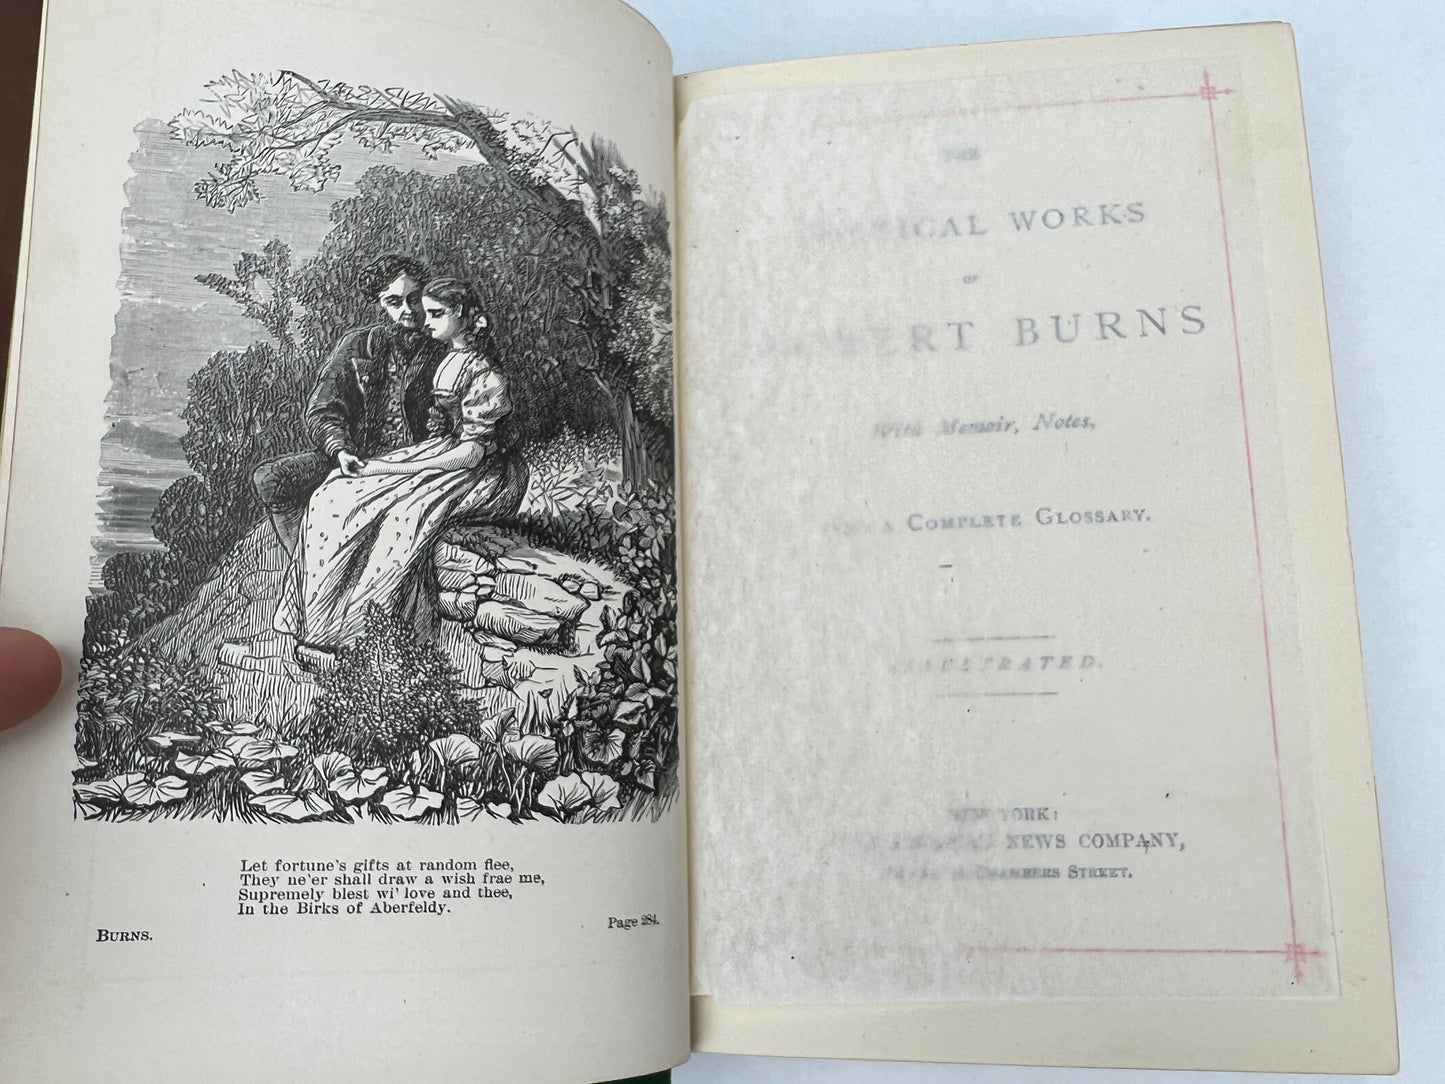 Let fortune's gifts at random flee,
They ne'er shall draw a wish frae me,
Supremely blest wi' love and thee,
In the Birks of Aberfeldy.
BURNS.
Page 284.
THE
POETICAL WORKS
OF
ROBERT BURNS
With Memoir, Notes,
AND A COMPLETE GLOSSARY.
ILLUSTRATED.
NEW YORK:
NEWS COMPANY,
CHAMBERS STREET.